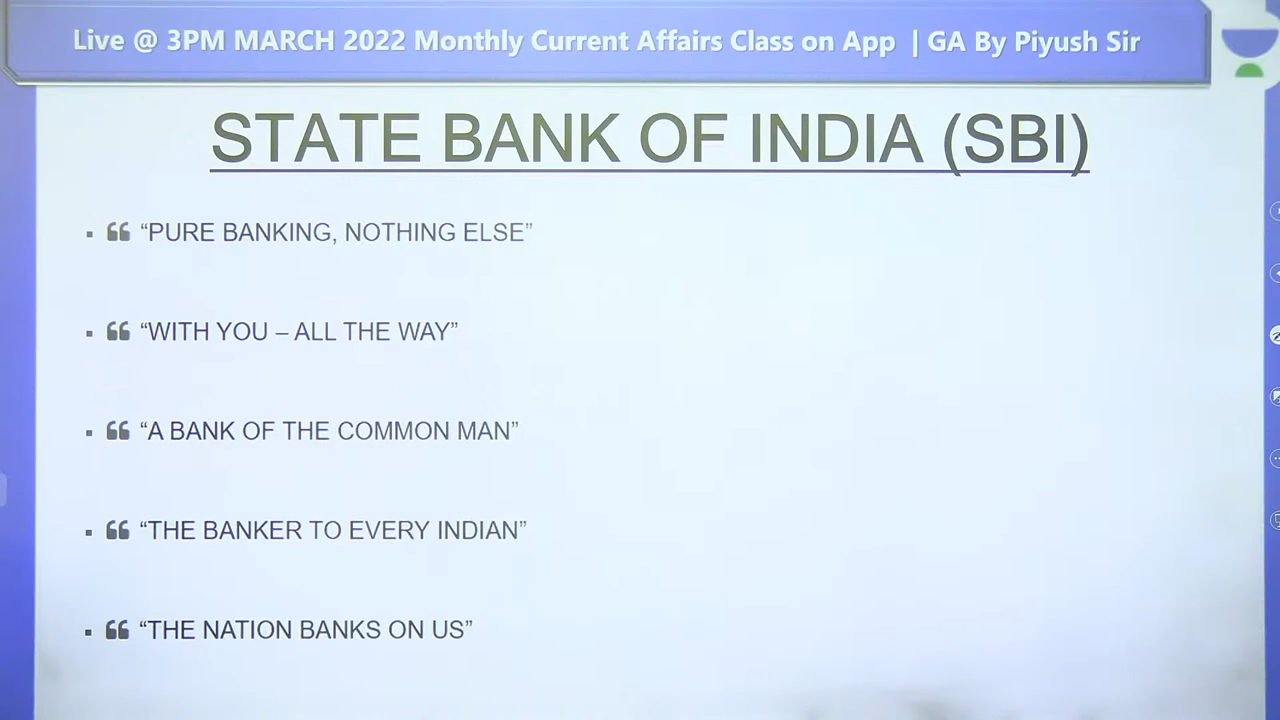 Live @ 3PM MARCH 2022 Monthly Current Affairs Class on App | GA By Piyush Sir
STATE BANK OF INDIA (SBI)
“PURE BANKING, NOTHING ELSE”
“WITH YOU – ALL THE WAY”
“A BANK OF THE COMMON MAN”
“THE BANKER TO EVERY INDIAN”
“THE NATION BANKS ON US”